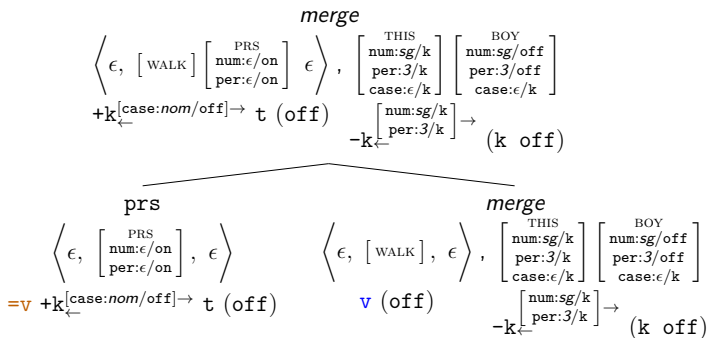 merge
⟨ϵ, [WALK] [PRS num:ϵ/on per:ϵ/on] ϵ⟩, [THIS num:sg/k per:3/k case:ϵ/k] [BOY num:sg/off per:3/off case:ϵ/k]
+k←[case:nom/off]→ t (off)
-k←[num:sg/k per:3/k]→ (k off)
prs
merge
⟨ϵ, [PRS num:ϵ/on per:ϵ/on], ϵ⟩
⟨ϵ, [WALK], ϵ⟩, [THIS num:sg/k per:3/k case:ϵ/k] [BOY num:sg/off per:3/off case:ϵ/k]
=v +k←[case:nom/off]→ t (off)
v (off)
-k←[num:sg/k per:3/k]→ (k off)